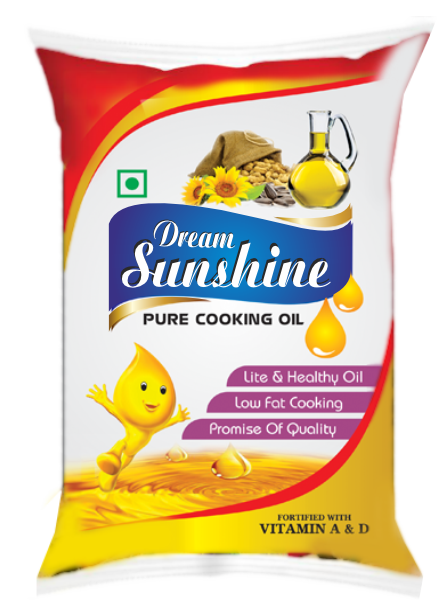 Dream
Sunshine
PURE COOKING OIL
Lite & Healthy Oil
Low Fat Cooking
Promise Of Quality
FORTIFIED WITH
VITAMIN A & D